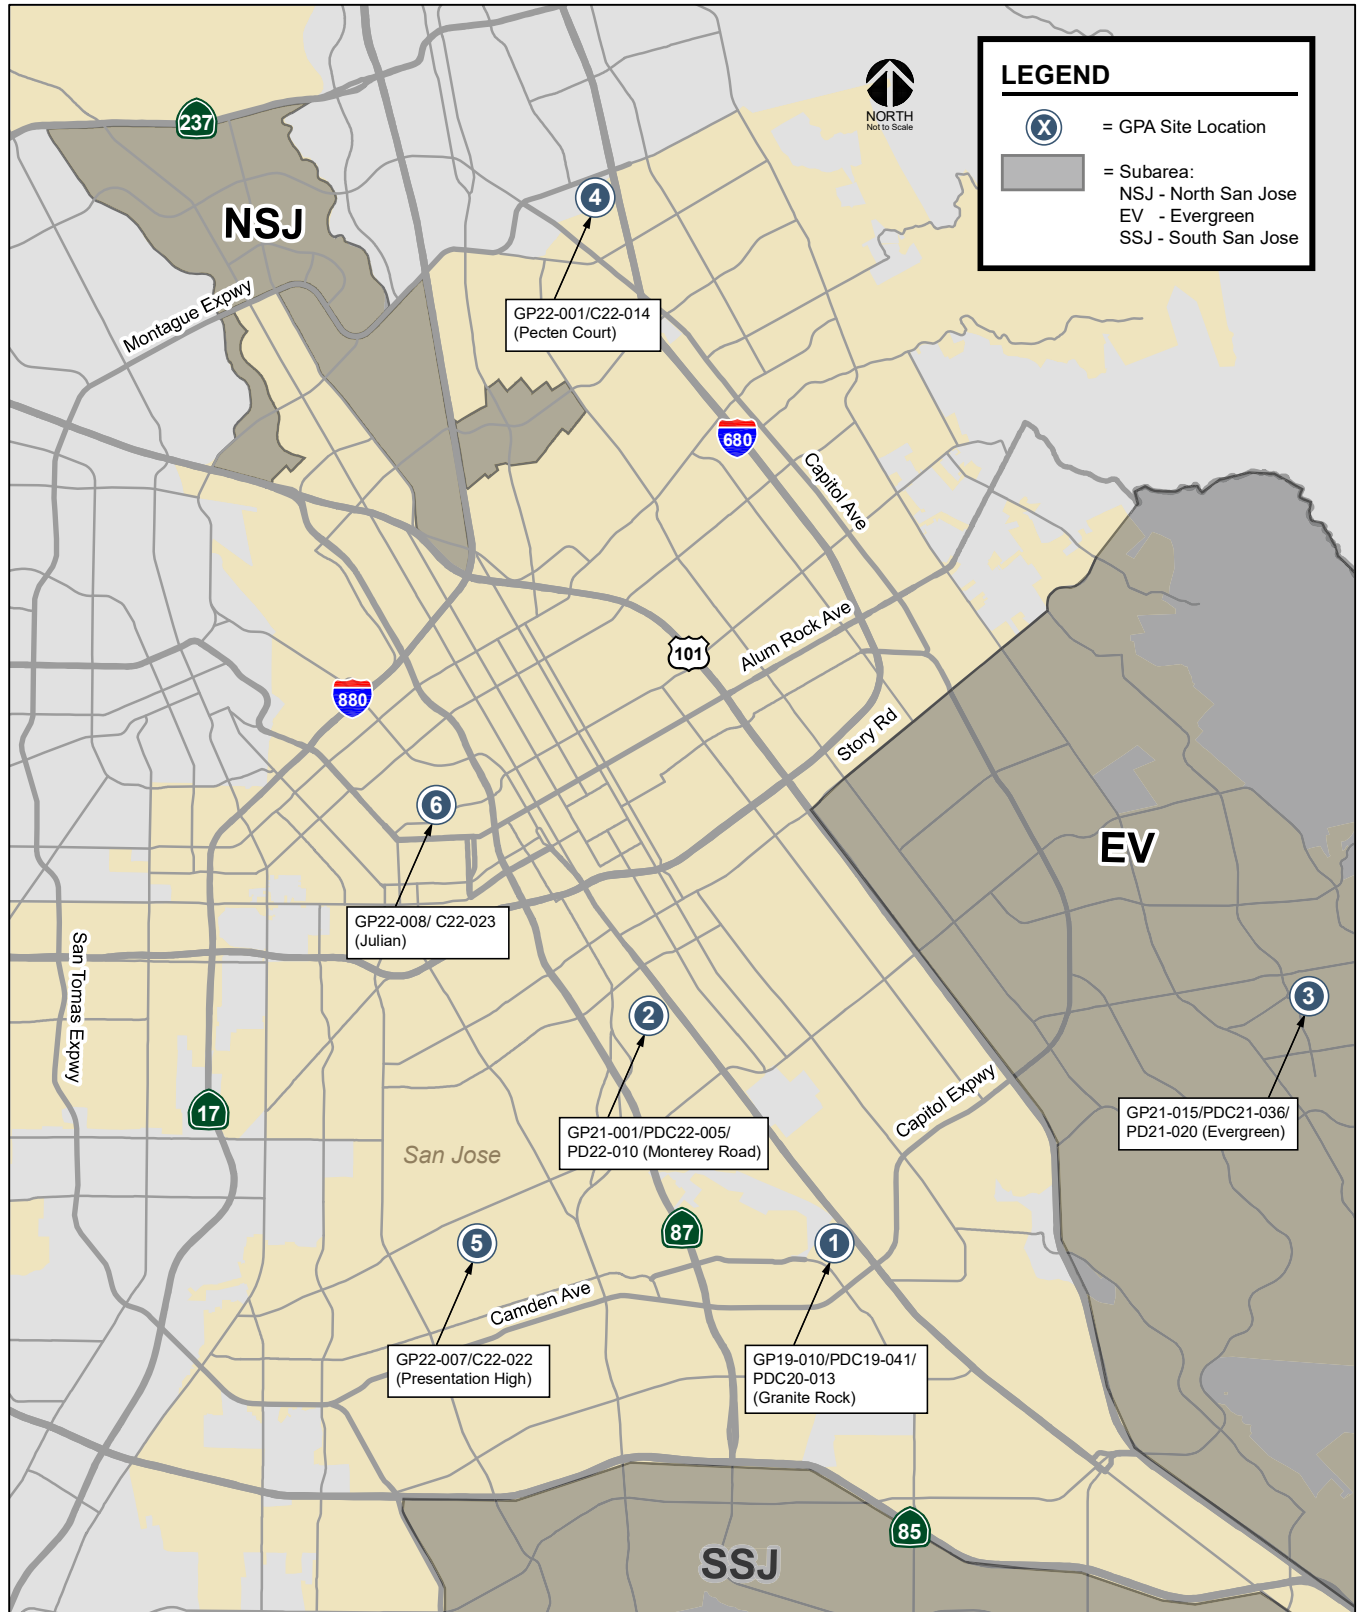 LEGEND
X
= GPA Site Location
= Subarea:
NSJ - North San Jose
EV - Evergreen
SSJ - South San Jose
NORTH
Not to Scale
237
NSJ
4
Montague Expwy
GP22-001/C22-014
(Pecten Court)
680
Capitol Ave
101
Alum Rock Ave
880
Story Rd
6
EV
GP22-008/ C22-023
(Julian)
San Tomas Expwy
2
3
17
Capitol Expwy
GP21-001/PDC22-005/
PD22-010 (Monterey Road)
GP21-015/PDC21-036/
PD21-020 (Evergreen)
San Jose
5
87
1
Camden Ave
GP22-007/C22-022
(Presentation High)
GP19-010/PDC19-041/
PDC20-013
(Granite Rock)
85
SSJ